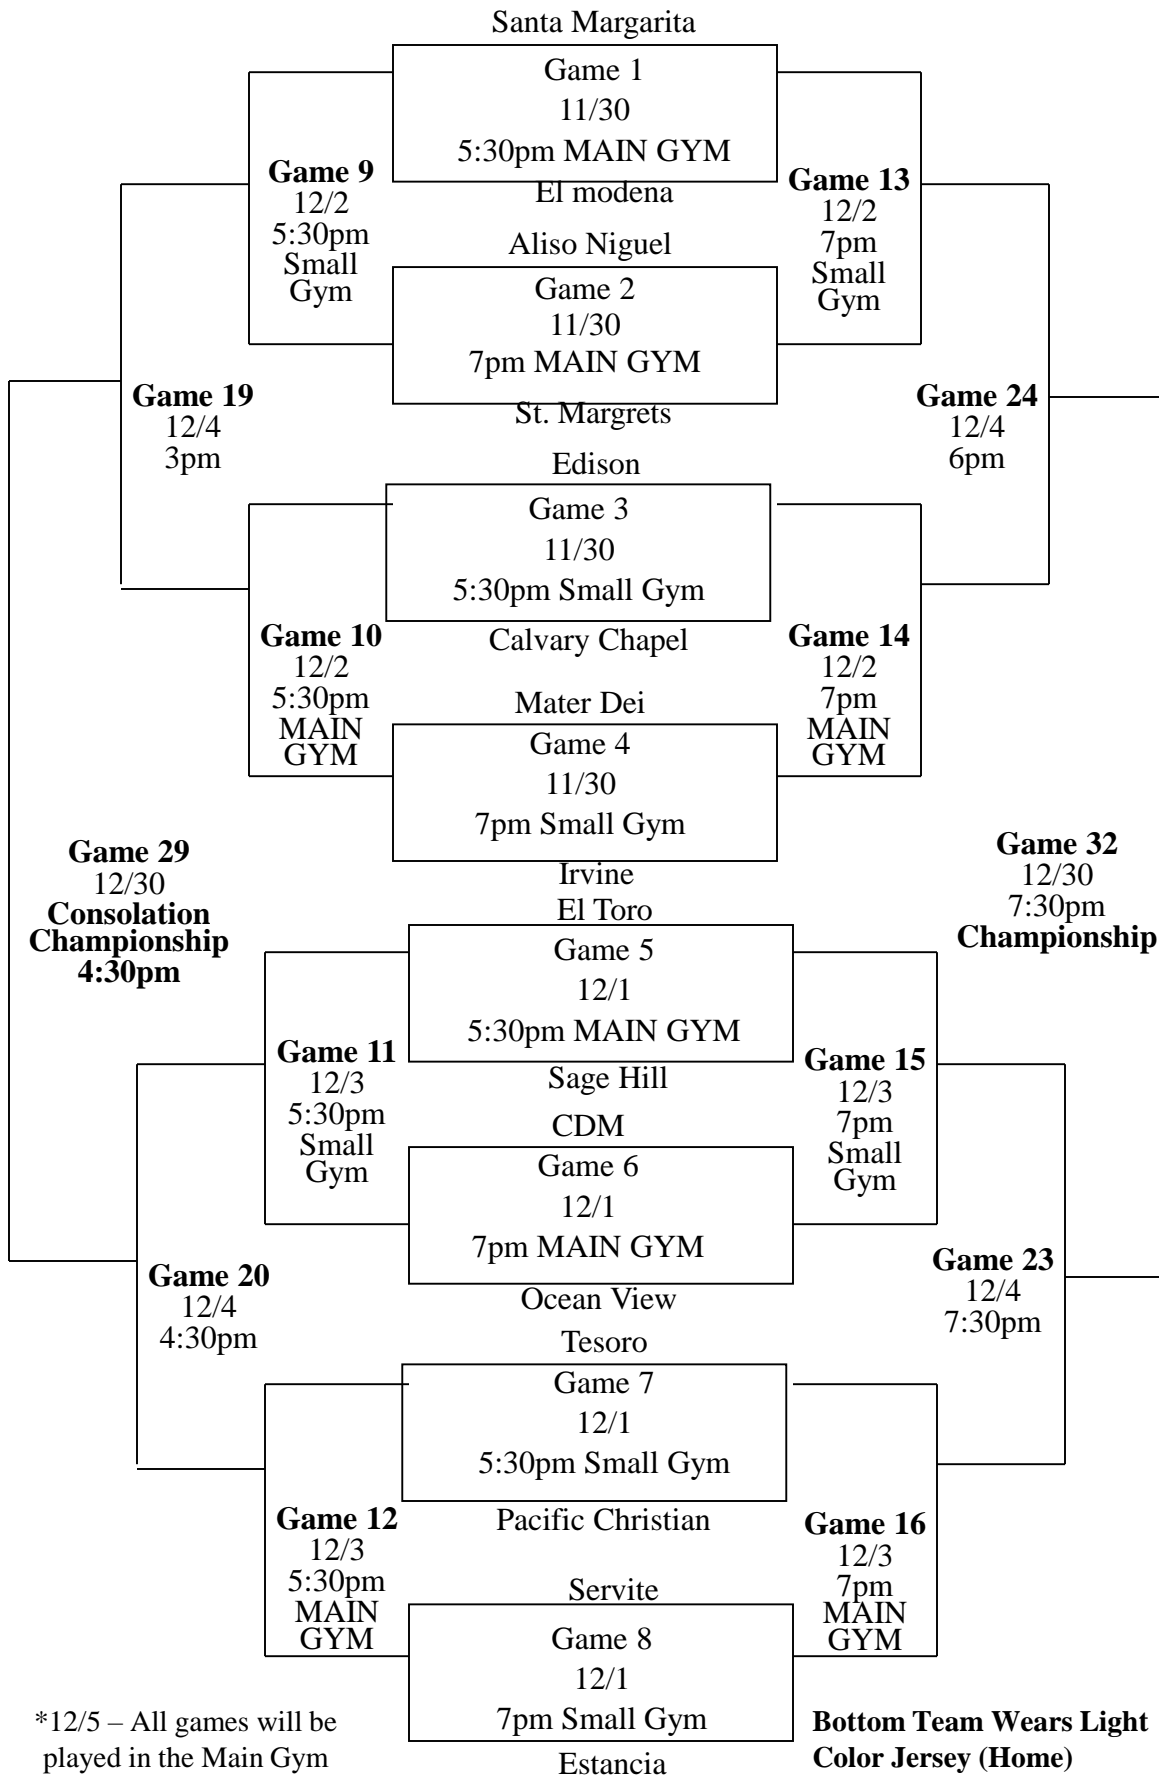 Santa Margarita
Game 1
11/30
5:30pm MAIN GYM
El modena
Game 9
12/2
5:30pm
Small
Gym
Game 13
12/2
7pm
Small
Gym
Aliso Niguel
Game 2
11/30
7pm MAIN GYM
St. Margrets
Game 19
12/4
3pm
Game 24
12/4
6pm
Edison
Game 3
11/30
5:30pm Small Gym
Calvary Chapel
Game 10
12/2
5:30pm
MAIN
GYM
Game 14
12/2
7pm
MAIN
GYM
Mater Dei
Game 4
11/30
7pm Small Gym
Irvine
Game 29
12/30
Consolation
Championship
4:30pm
Game 32
12/30
7:30pm
Championship
El Toro
Game 5
12/1
5:30pm MAIN GYM
Sage Hill
Game 11
12/3
5:30pm
Small
Gym
Game 15
12/3
7pm
Small
Gym
CDM
Game 6
12/1
7pm MAIN GYM
Ocean View
Game 20
12/4
4:30pm
Game 23
12/4
7:30pm
Tesoro
Game 7
12/1
5:30pm Small Gym
Pacific Christian
Game 12
12/3
5:30pm
MAIN
GYM
Game 16
12/3
7pm
MAIN
GYM
Servite
Game 8
12/1
7pm Small Gym
Estancia
*12/5 – All games will be
played in the Main Gym
Bottom Team Wears Light
Color Jersey (Home)